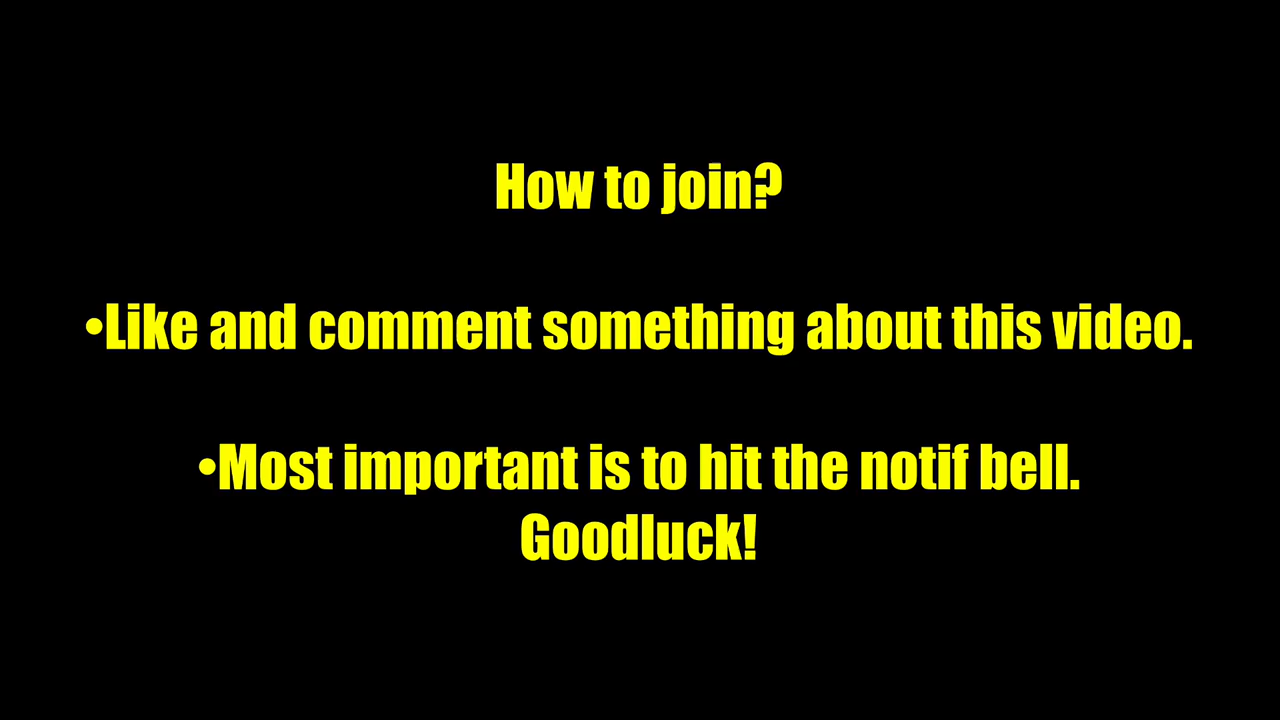 How to join?
•Like and comment something about this video.
•Most important is to hit the notif bell.
Goodluck!